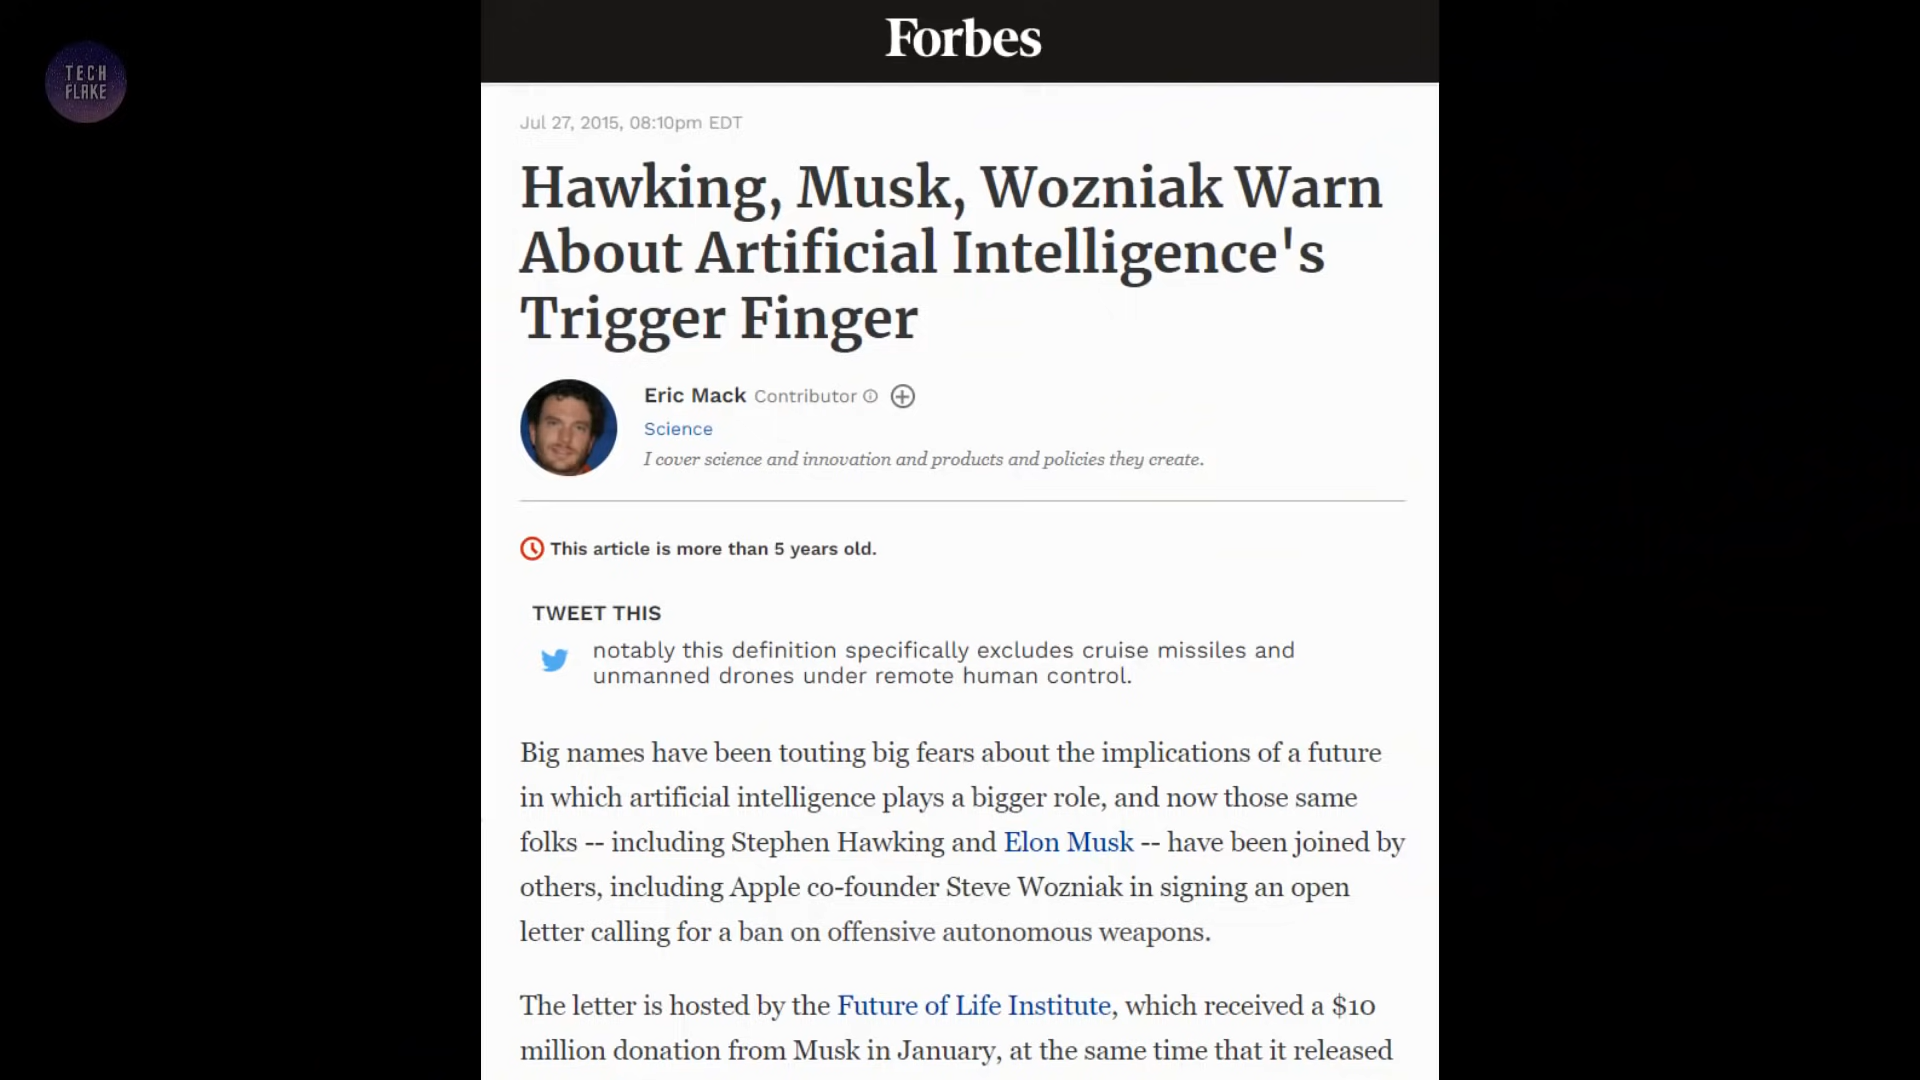 TECH
FLAKE
Forbes
Jul 27, 2015, 08:10pm EDT
Hawking, Musk, Wozniak Warn
About Artificial Intelligence's
Trigger Finger
Eric Mack Contributor
Science
I cover science and innovation and products and policies they create.
This article is more than 5 years old.
TWEET THIS
notably this definition specifically excludes cruise missiles and
unmanned drones under remote human control.
Big names have been touting big fears about the implications of a future
in which artificial intelligence plays a bigger role, and now those same
folks -- including Stephen Hawking and Elon Musk -- have been joined by
others, including Apple co-founder Steve Wozniak in signing an open
letter calling for a ban on offensive autonomous weapons.
The letter is hosted by the Future of Life Institute, which received a $10
million donation from Musk in January, at the same time that it released